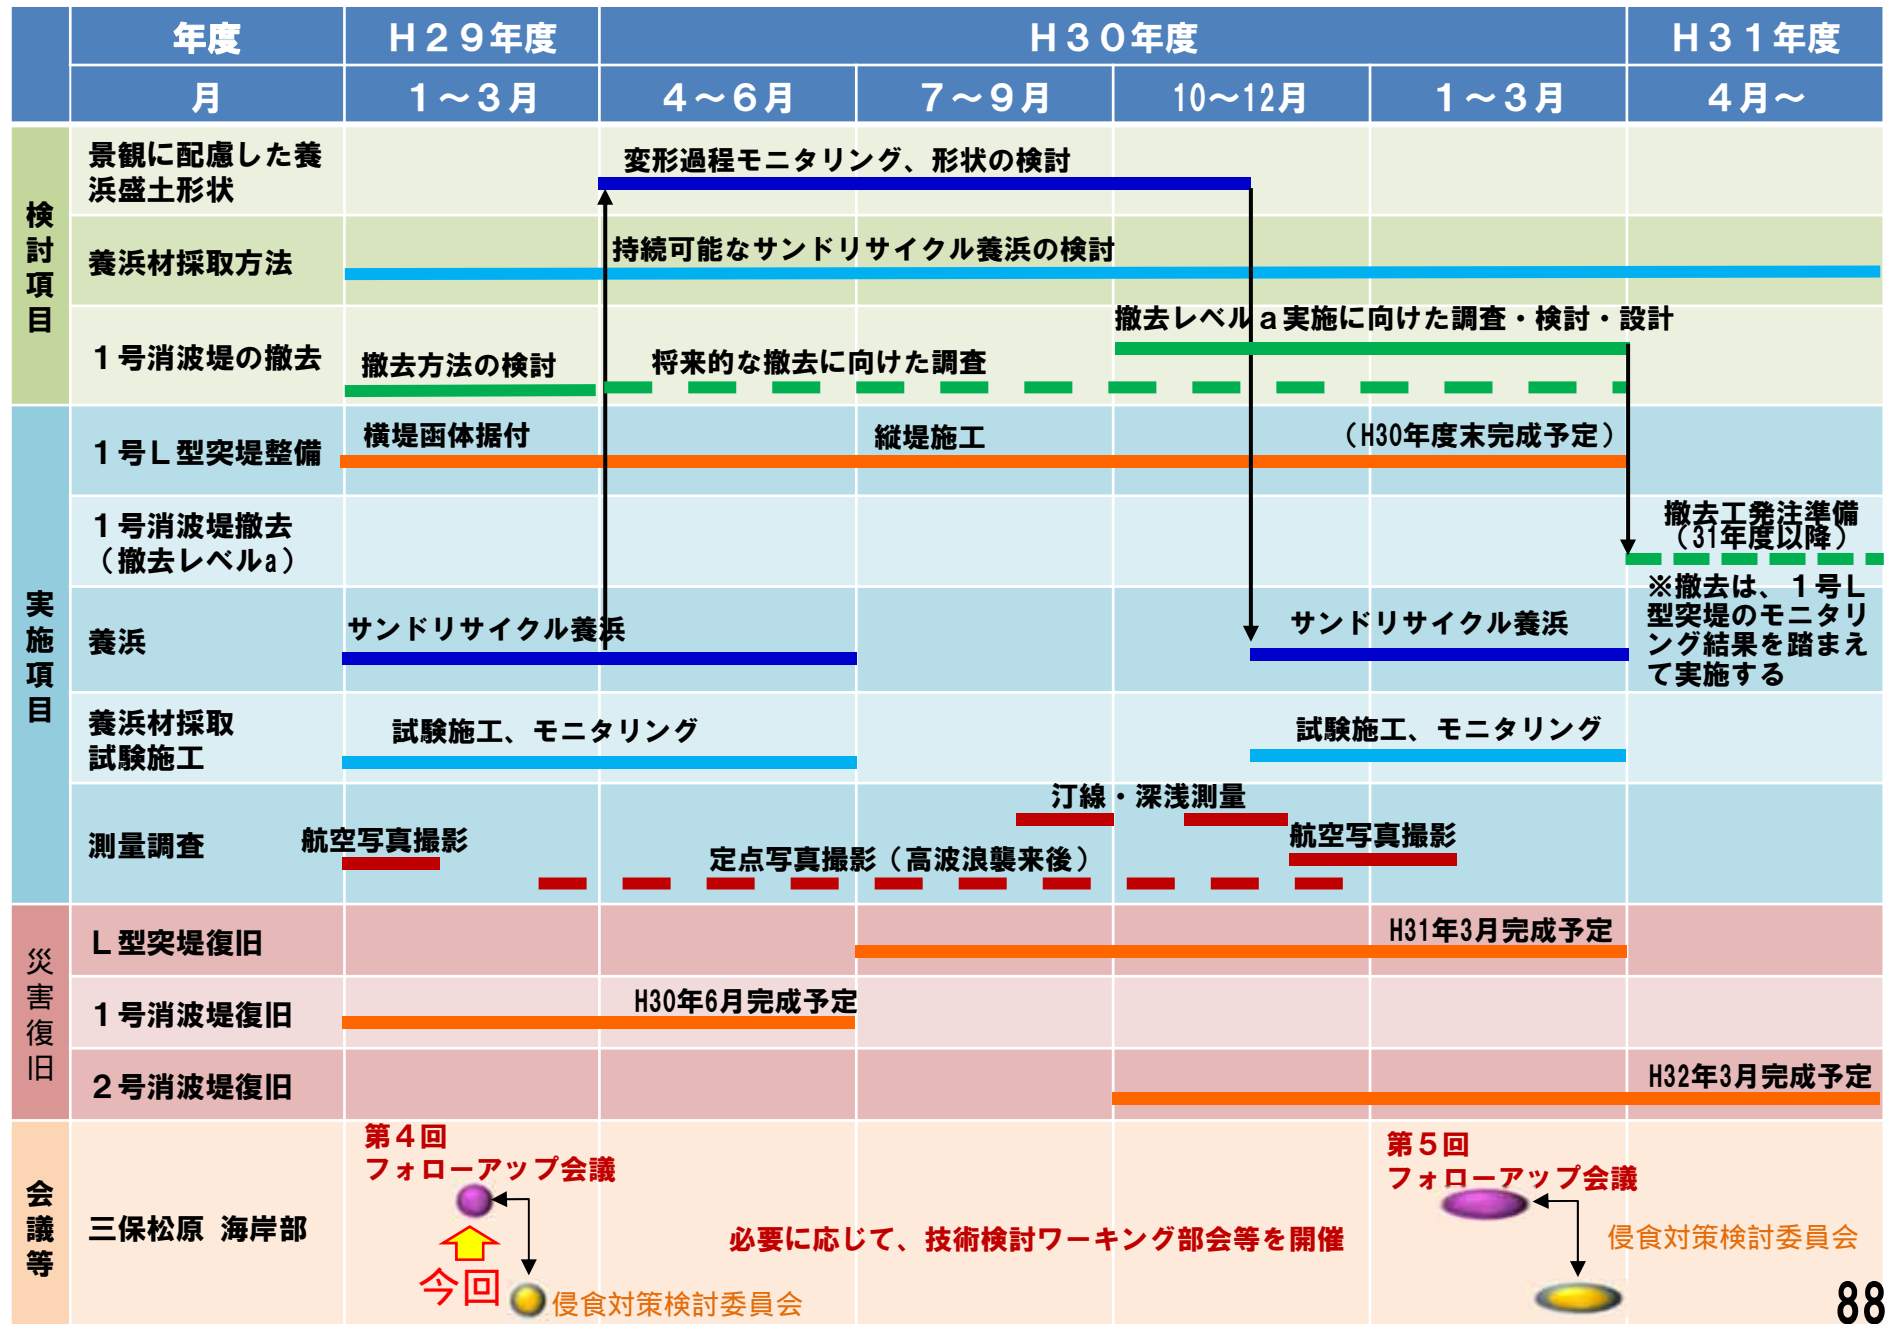 年度
Ｈ２９年度
Ｈ３０年度
Ｈ３１年度
月
１～３月
４～６月
７～９月
10～12月
１～３月
４月～
検討項目
景観に配慮した養
浜盛土形状
変形過程モニタリング、形状の検討
養浜材採取方法
持続可能なサンドリサイクル養浜の検討
１号消波堤の撤去
撤去方法の検討
将来的な撤去に向けた調査
撤去レベルａ実施に向けた調査・検討・設計
実施項目
１号Ｌ型突堤整備
横堤函体据付
縦堤施工
（H30年度末完成予定）
１号消波堤撤去
（撤去レベルa）
撤去工発注準備
（31年度以降）
※撤去は、１号Ｌ
型突堤のモニタリ
ング結果を踏まえ
て実施する
養浜
サンドリサイクル養浜
サンドリサイクル養浜
養浜材採取
試験施工
試験施工、モニタリング
試験施工、モニタリング
測量調査
航空写真撮影
汀線・深浅測量
航空写真撮影
定点写真撮影（高波浪襲来後）
災害復旧
Ｌ型突堤復旧
H31年3月完成予定
１号消波堤復旧
H30年6月完成予定
２号消波堤復旧
H32年3月完成予定
会議等
三保松原 海岸部
第４回
フォローアップ会議
今回
侵食対策検討委員会
必要に応じて、技術検討ワーキング部会等を開催
第５回
フォローアップ会議
侵食対策検討委員会
88